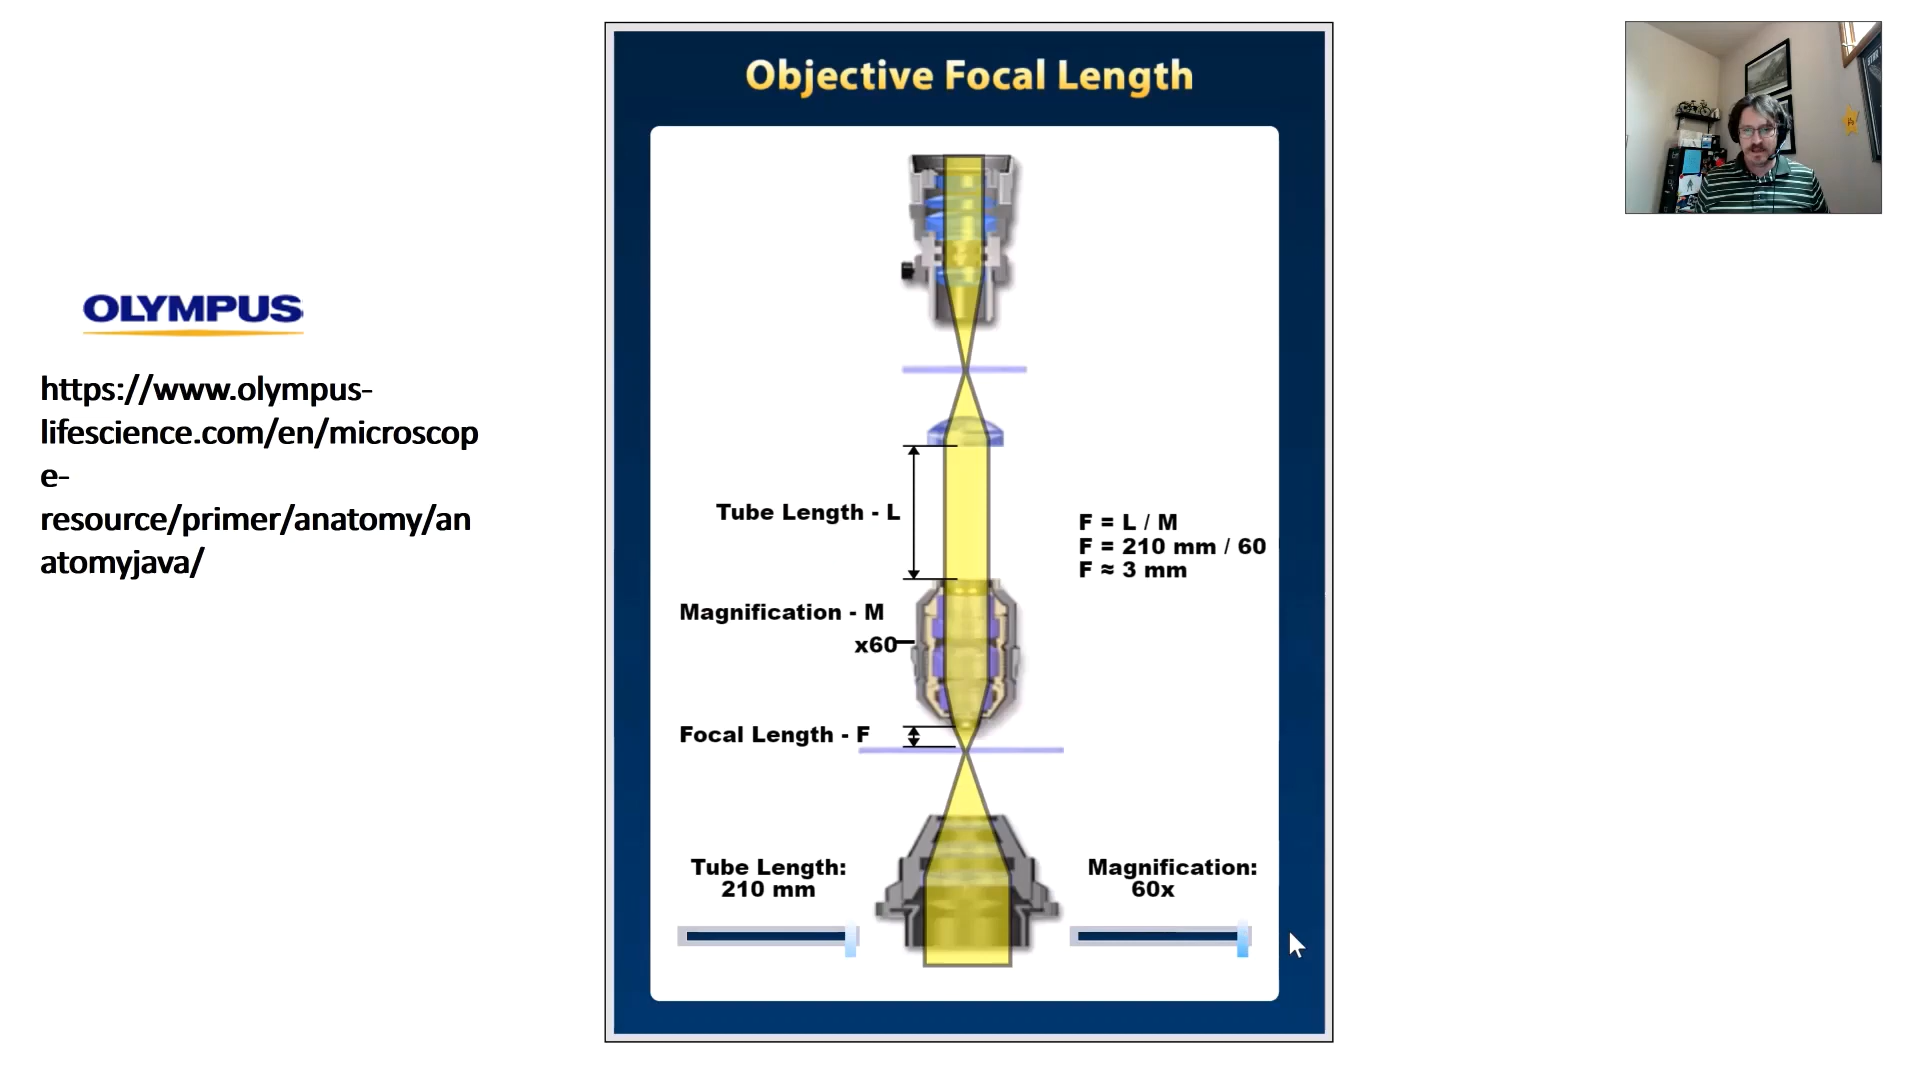 Objective Focal Length
OLYMPUS
https://www.olympus-
lifescience.com/en/microscop
e-
resource/primer/anatomy/an
atomyjava/
Tube Length - L
F = L / M
F = 210 mm / 60
F ≈ 3 mm
Magnification - M
x60
Focal Length - F
Tube Length:
210 mm
Magnification:
60x